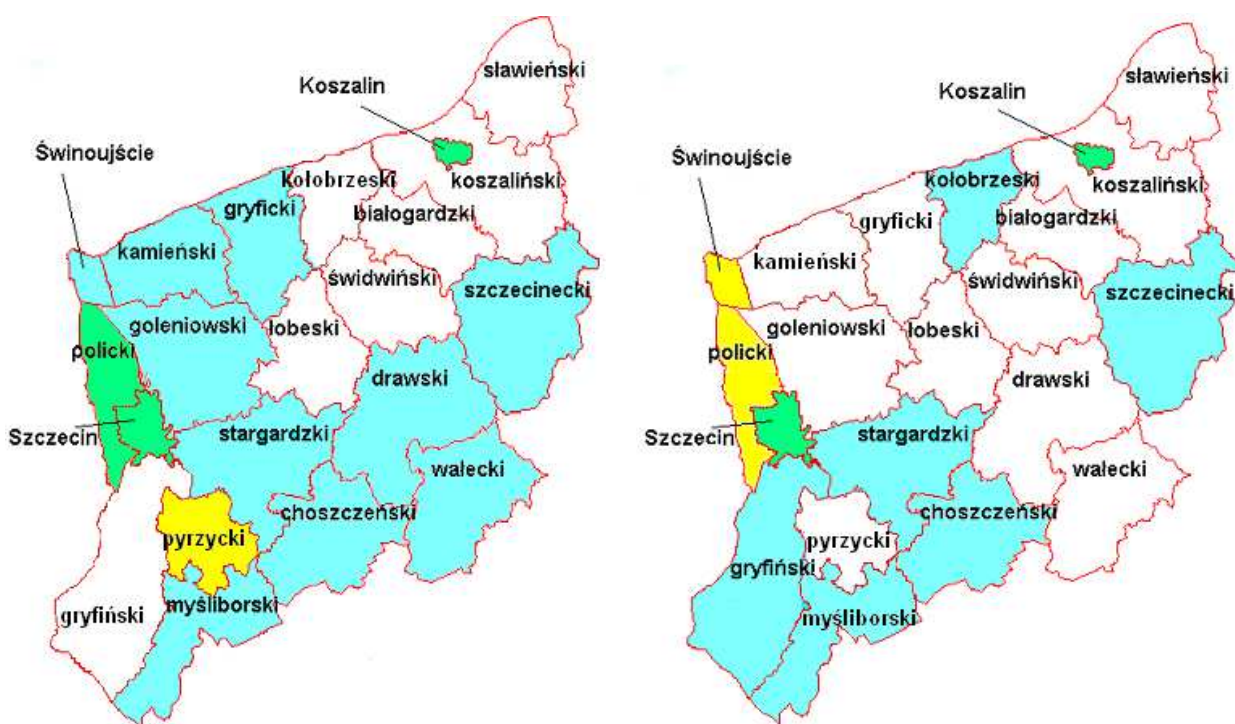 sławieński
Koszalin
Świnoujście
kołobrzeski
koszaliński
gryficki
białogardzki
kamieński
świdwiński
szczecinecki
goleniowski
łobeski
policki
drawski
Szczecin
stargardzki
wałecki
choszczeński
pyrzycki
myśliborski
gryfiński
sławieński
Koszalin
Świnoujście
kołobrzeski
koszaliński
gryficki
białogardzki
kamieński
świdwiński
szczecinecki
goleniowski
łobeski
policki
drawski
Szczecin
stargardzki
wałecki
choszczeński
pyrzycki
gryfiński
myśliborski